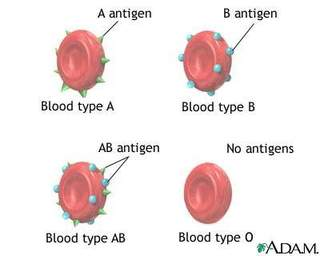 A antigen
B antigen
Blood type A
Blood type B
AB antigen
No antigens
Blood type AB
Blood type O
A.D.A.M.